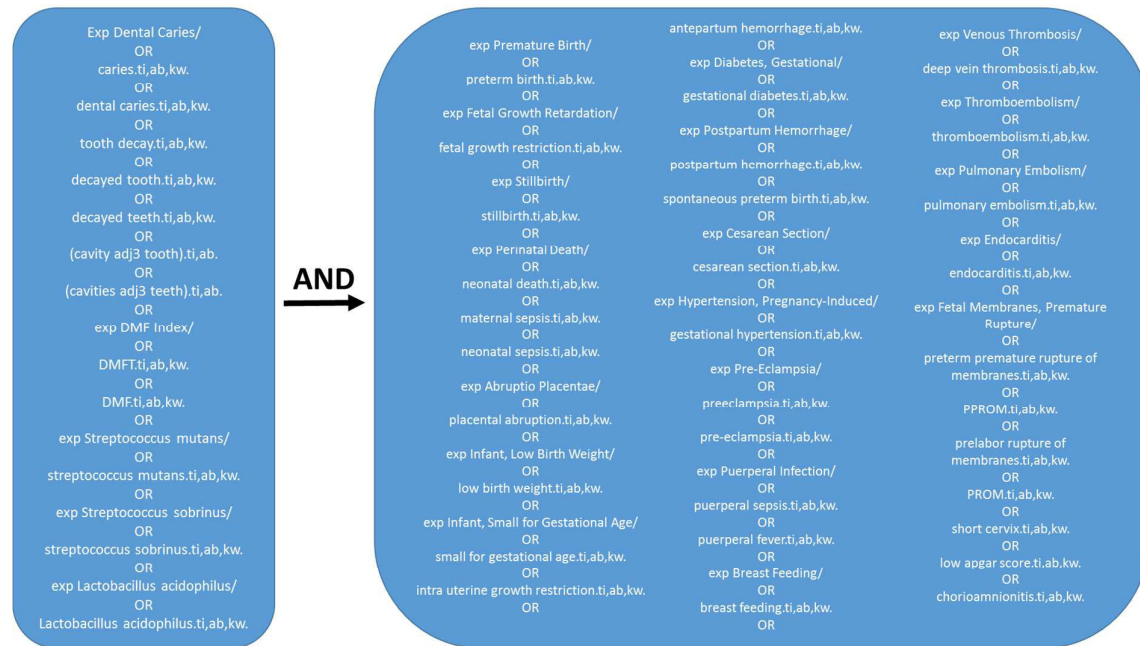 Exp Dental Caries/
OR
caries.ti,ab,kw.
OR
dental caries.ti,ab,kw.
OR
tooth decay.ti,ab,kw.
OR
decayed tooth.ti,ab,kw.
OR
decayed teeth.ti,ab,kw.
OR
(cavity adj3 tooth).ti,ab.
OR
(cavities adj3 teeth).ti,ab.
OR
exp DMF Index/
OR
DMFT.ti,ab,kw.
OR
DMF.ti,ab,kw.
OR
exp Streptococcus mutans/
OR
streptococcus mutans.ti,ab,kw.
OR
exp Streptococcus sobrinus/
OR
streptococcus sobrinus.ti,ab,kw.
OR
exp Lactobacillus acidophilus/
OR
Lactobacillus acidophilus.ti,ab,kw.
AND
exp Premature Birth/
OR
preterm birth.ti,ab,kw.
OR
exp Fetal Growth Retardation/
OR
fetal growth restriction.ti,ab,kw.
OR
exp Stillbirth/
OR
stillbirth.ti,ab,kw.
OR
exp Perinatal Death/
OR
neonatal death.ti,ab,kw.
OR
maternal sepsis.ti,ab,kw.
OR
neonatal sepsis.ti,ab,kw.
OR
exp Abruptio Placentae/
OR
placental abruption.ti,ab,kw.
OR
exp Infant, Low Birth Weight/
OR
low birth weight.ti,ab,kw.
OR
exp Infant, Small for Gestational Age/
OR
small for gestational age.ti,ab,kw.
OR
intra uterine growth restriction.ti,ab,kw.
OR
antepartum hemorrhage.ti,ab,kw.
OR
exp Diabetes, Gestational/
OR
gestational diabetes.ti,ab,kw.
OR
exp Postpartum Hemorrhage/
OR
postpartum hemorrhage.ti,ab,kw.
OR
spontaneous preterm birth.ti,ab,kw.
OR
exp Cesarean Section/
OR
cesarean section.ti,ab,kw.
OR
exp Hypertension, Pregnancy-Induced/
OR
gestational hypertension.ti,ab,kw.
OR
exp Pre-Eclampsia/
OR
preeclampsia.ti,ab,kw.
OR
pre-eclampsia.ti,ab,kw.
OR
exp Puerperal Infection/
OR
puerperal sepsis.ti,ab,kw.
OR
puerperal fever.ti,ab,kw.
OR
exp Breast Feeding/
OR
breast feeding.ti,ab,kw.
OR
exp Venous Thrombosis/
OR
deep vein thrombosis.ti,ab,kw.
OR
exp Thromboembolism/
OR
thromboembolism.ti,ab,kw.
OR
exp Pulmonary Embolism/
OR
pulmonary embolism.ti,ab,kw.
OR
exp Endocarditis/
OR
endocarditis.ti,ab,kw.
OR
exp Fetal Membranes, Premature
Rupture/
OR
preterm premature rupture of
membranes.ti,ab,kw.
OR
PPROM.ti,ab,kw.
OR
prelabor rupture of
membranes.ti,ab,kw.
OR
PROM.ti,ab,kw.
OR
short cervix.ti,ab,kw.
OR
low apgar score.ti,ab,kw.
OR
chorioamnionitis.ti,ab,kw.